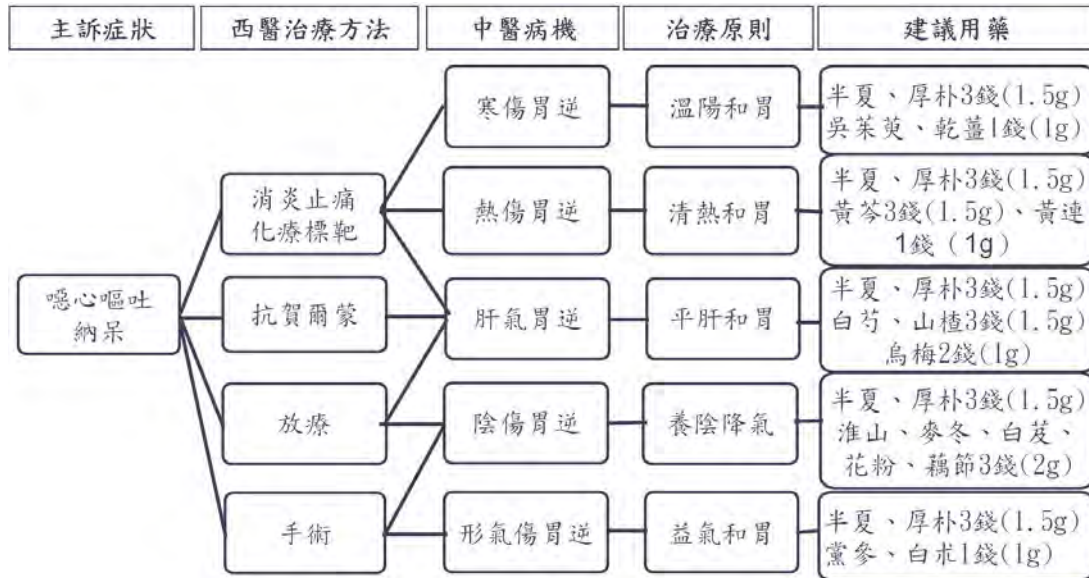 主訴症狀
西醫治療方法
中醫病機
治療原則
建議用藥
噁心嘔吐
納呆
消炎止痛
化療標靶
抗賀爾蒙
放療
手術
寒傷胃逆
溫陽和胃
半夏、厚朴3錢(1.5g)
吳茱萸、乾薑1錢(1g)
熱傷胃逆
清熱和胃
半夏、厚朴3錢(1.5g)
黃芩3錢(1.5g)、黃連
1錢 (1g)
肝氣胃逆
平肝和胃
半夏、厚朴3錢(1.5g)
白芍、山楂3錢(1.5g)
烏梅2錢(1g)
陰傷胃逆
養陰降氣
半夏、厚朴3錢(1.5g)
淮山、麥冬、白芨、
花粉、藕節3錢(2g)
形氣傷胃逆
益氣和胃
半夏、厚朴3錢(1.5g)
黨參、白朮1錢(1g)